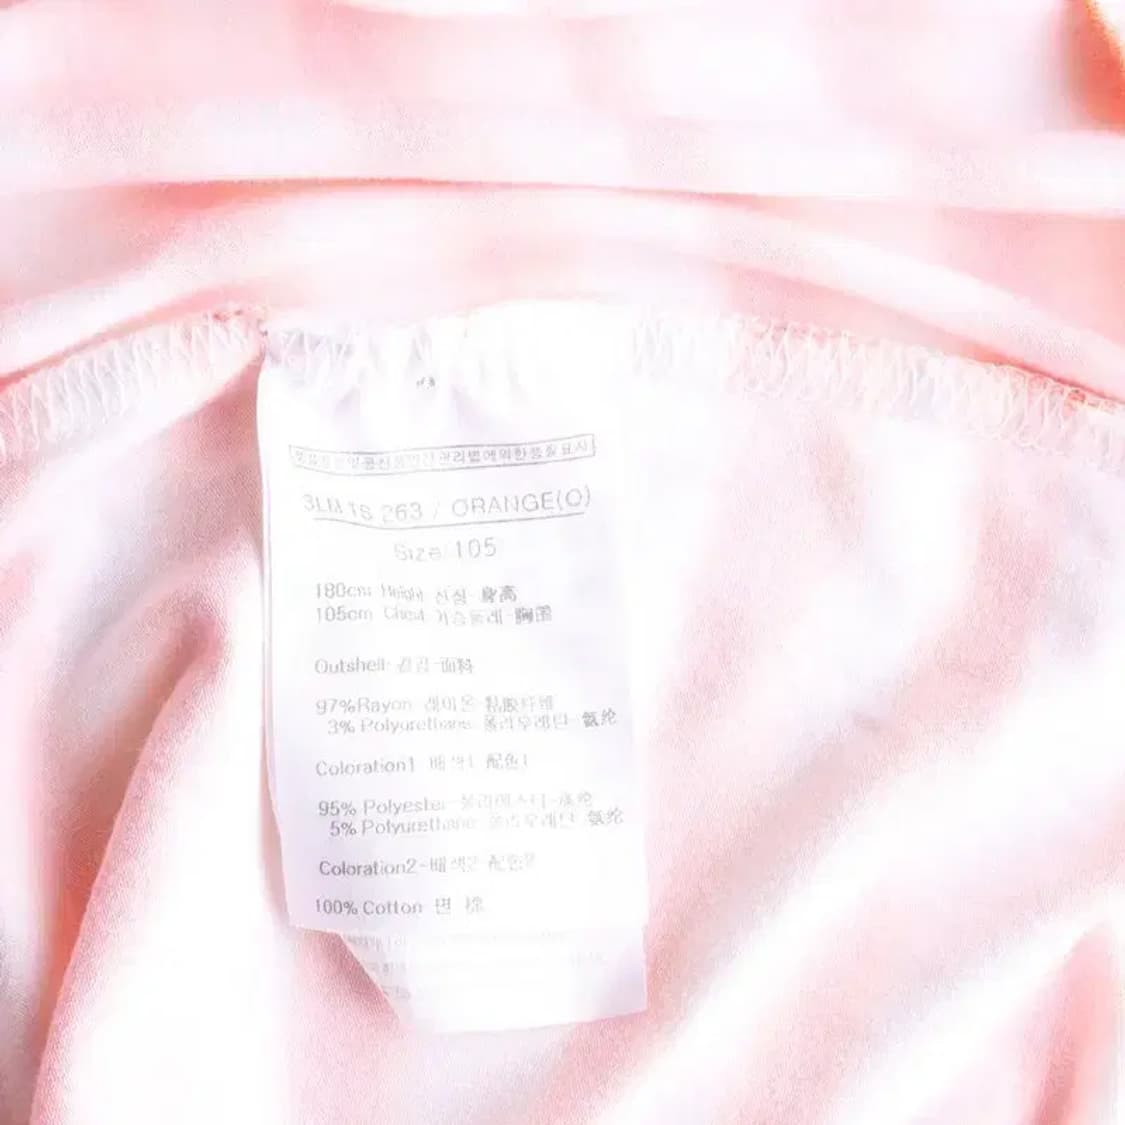 3LM TS 263 / ORANGE(O)
Size 105
180cm Height 신장 身高
105cm Chest 가슴둘레 胸围
Outshell 겉감 面料
97%Rayon 레이온 粘胶纤维
3% Polyurethane 폴리우레탄 氨纶
Coloration1 배색1 配色1
95% Polyester 폴리에스터 涤纶
5% Polyurethane 폴리우레탄 氨纶
Coloration2-배색2 配色2
100% Cotton 면 棉